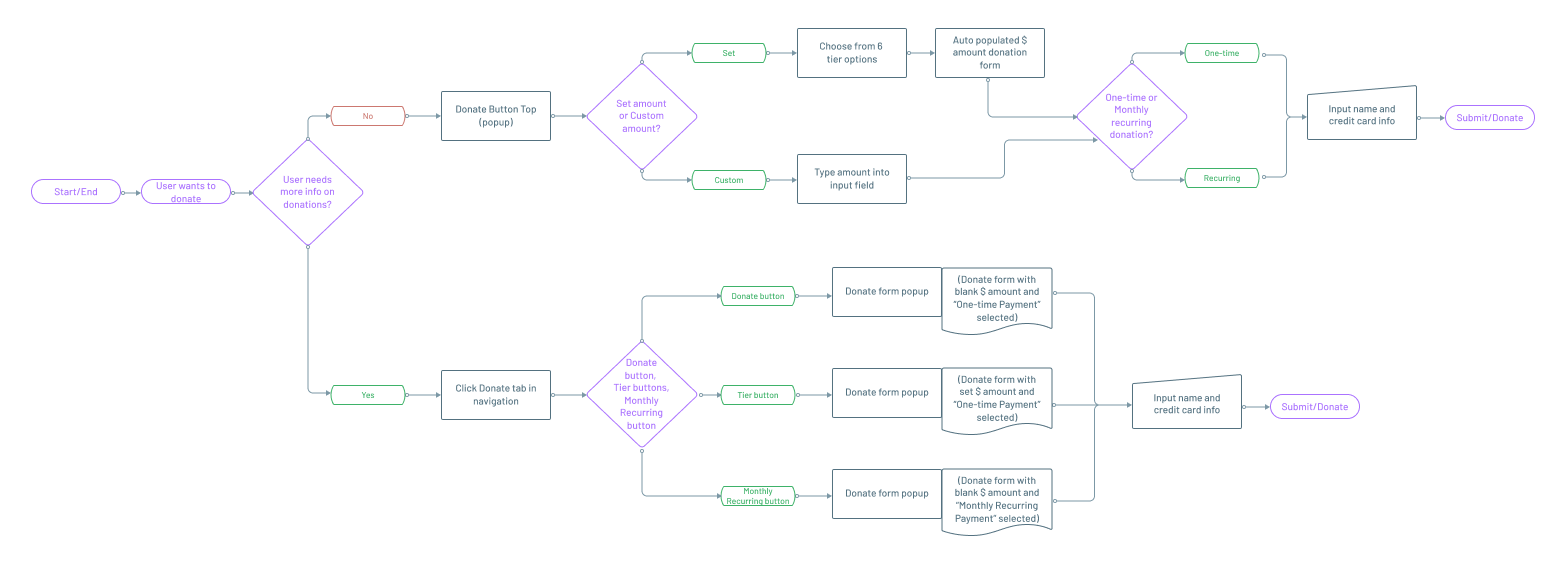 Start/End
User wants to
donate
User needs
more info on
donations?
No
Donate Button Top
(popup)
Set amount
or Custom
amount?
Set
Choose from 6
tier options
Auto populated $
amount donation
form
Custom
Type amount into
input field
One-time or
Monthly
recurring
donation?
One-time
Recurring
Input name and
credit card info
Submit/Donate
Yes
Click Donate tab in
navigation
Donate
button,
Tier buttons,
Monthly
Recurring
button
Donate button
Donate form popup
(Donate form with
blank $ amount and
“One-time Payment”
selected)
Tier button
Donate form popup
(Donate form with
set $ amount and
“One-time Payment”
selected)
Monthly
Recurring button
Donate form popup
(Donate form with
blank $ amount and
“Monthly Recurring
Payment” selected)
Input name and
credit card info
Submit/Donate